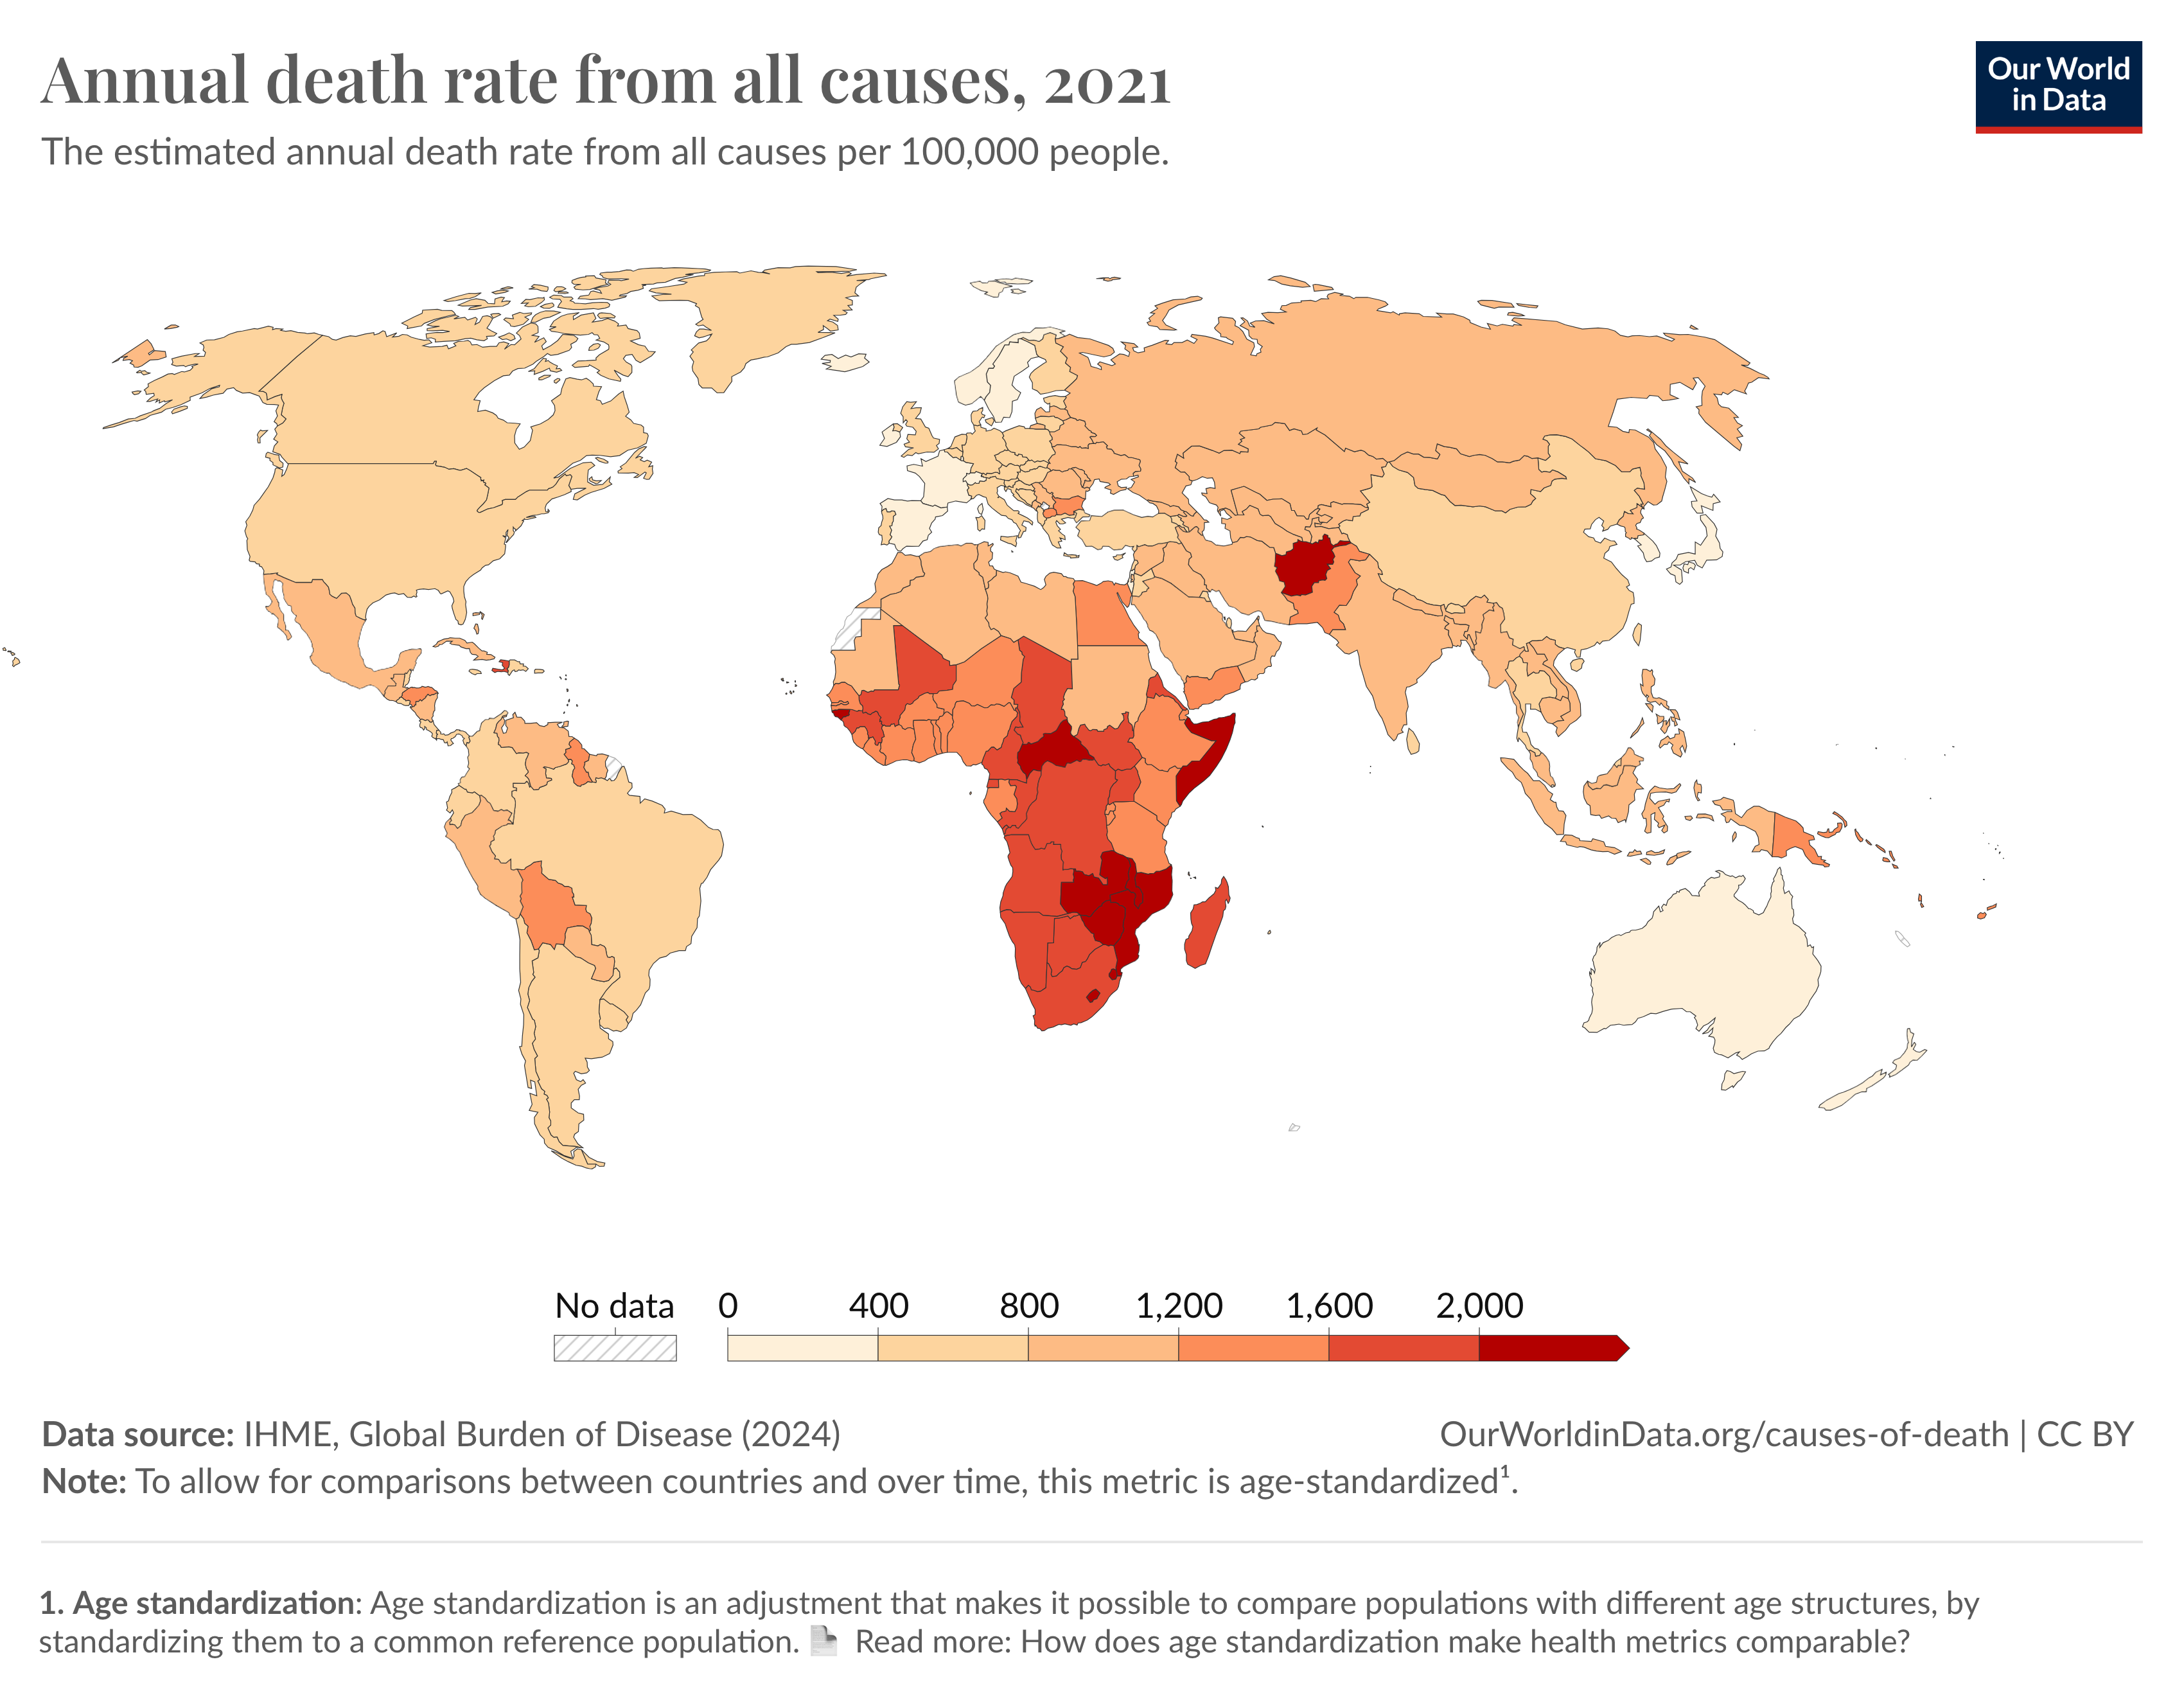 Annual death rate from all causes, 2021
Our World
in Data
The estimated annual death rate from all causes per 100,000 people.
No data 0 400 800 1,200 1,600 2,000
Data source: IHME, Global Burden of Disease (2024)
OurWorldinData.org/causes-of-death | CC BY
Note: To allow for comparisons between countries and over time, this metric is age-standardized¹.
1. Age standardization: Age standardization is an adjustment that makes it possible to compare populations with different age structures, by
standardizing them to a common reference population. Read more: How does age standardization make health metrics comparable?